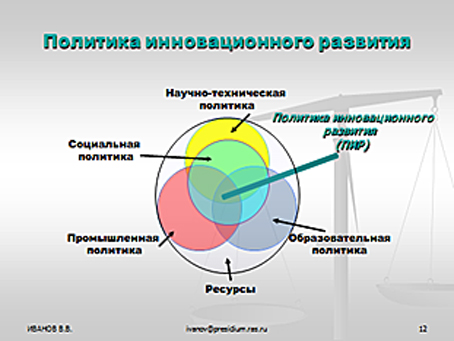 Политика инновационного развития
Научно-техническая
политика
Политика инновационного
развития
(ПИР)
Социальная
политика
Промышленная
политика
Образовательная
политика
Ресурсы
ИВАНОВ В.В.
ivanov@presidium.ras.ru
12